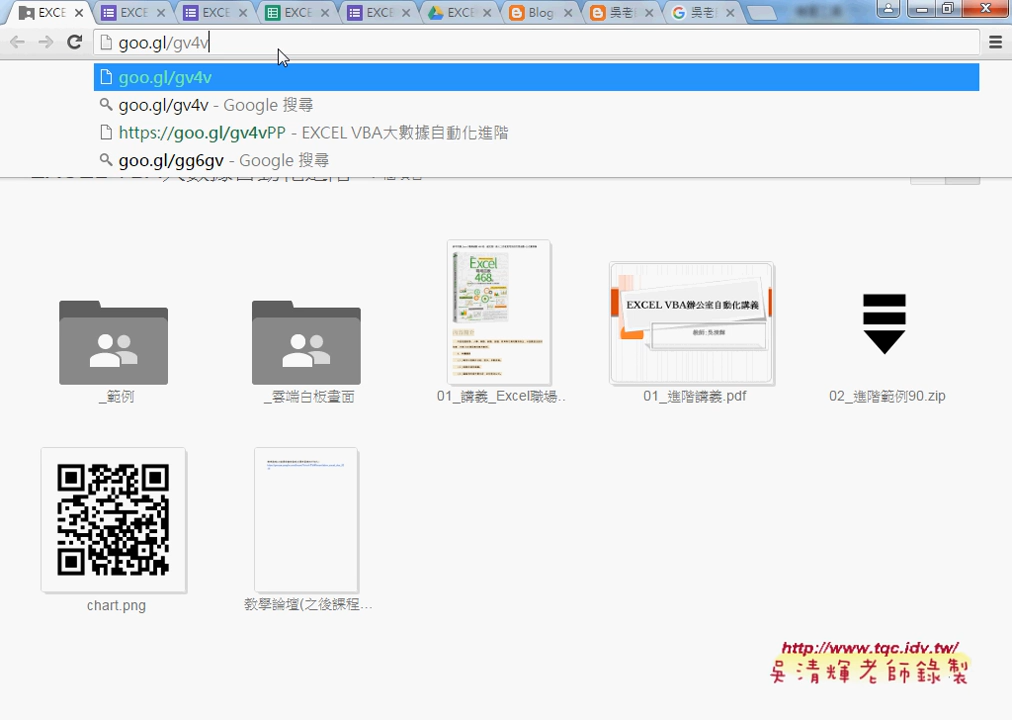 EXCE
EXCE
EXCE
EXCE
EXCE
EXCE
Blog
吳老
吳老
goo.gl/gv4v
goo.gl/gv4v
goo.gl/gv4v - Google 搜尋
https://goo.gl/gv4vPP - EXCEL VBA大數據自動化進階
goo.gl/gg6gv - Google 搜尋
Excel
468
EXCEL VBA辦公室自動化講義
_範例
_雲端白板畫面
01_講義_Excel職場..
01_進階講義.pdf
02_進階範例90.zip
chart.png
教學論壇(之後課程...
http://www.tqc.idv.tw/
吳清輝老師錄製